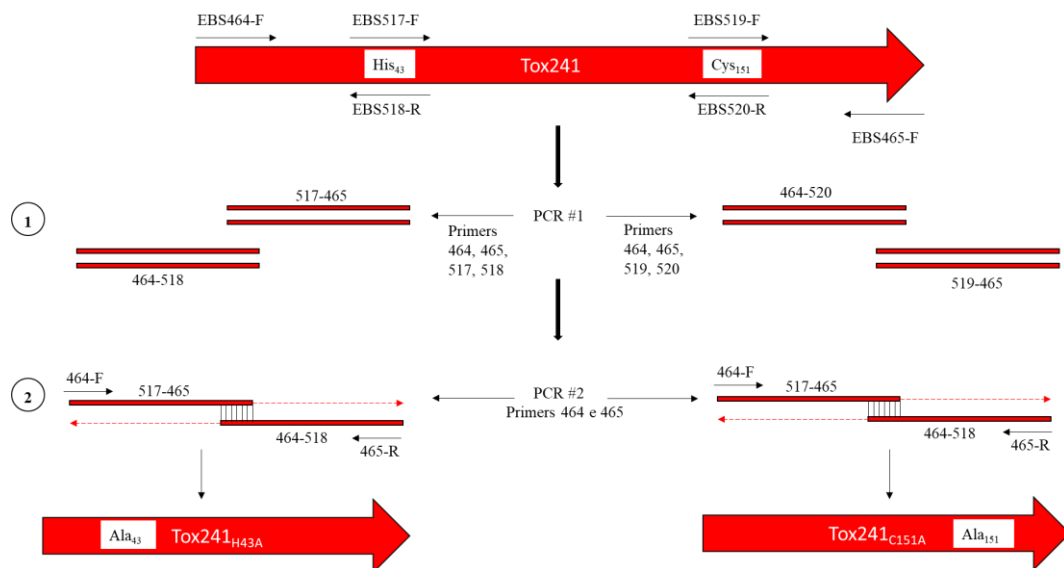 EBS464-F
EBS517-F
EBS519-F
His43
Tox241
Cys151
EBS518-R
EBS520-R
EBS465-F
1
517-465
464-518
PCR #1
Primers
464, 465,
517, 518
Primers
464, 465,
519, 520
464-520
519-465
2
464-F
517-465
464-518
465-R
PCR #2
Primers 464 e 465
464-F
517-465
464-518
465-R
Ala43
Tox241H43A
Tox241C151A
Ala151